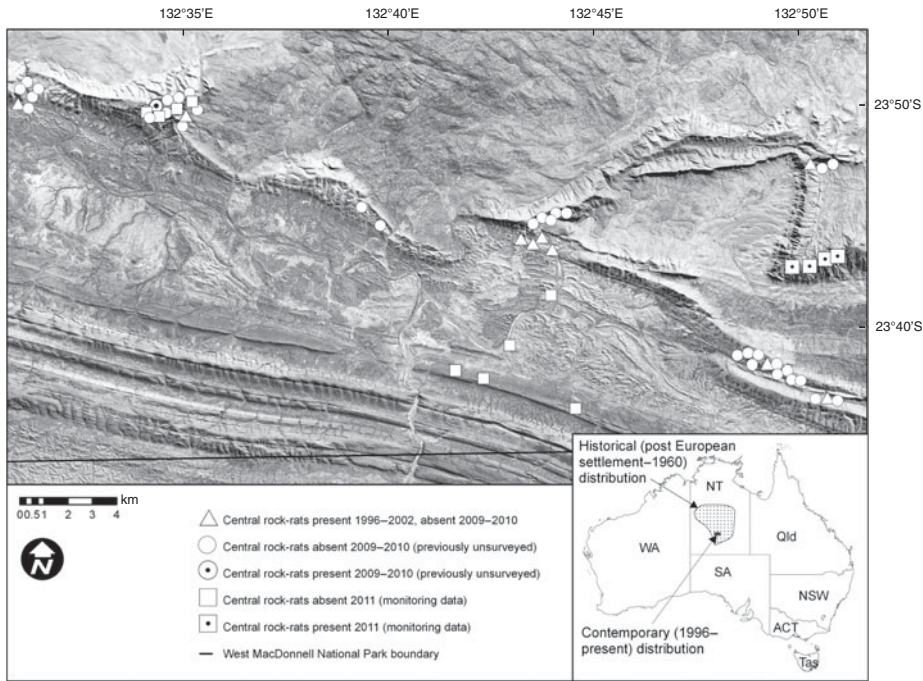 132°35'E 132°40'E 132°45'E 132°50'E
23°50'S
23°40'S
km
00.51 2 3 4
N
Central rock-rats present 1996–2002, absent 2009–2010
Central rock-rats absent 2009–2010 (previously unsurveyed)
Central rock-rats present 2009–2010 (previously unsurveyed)
Central rock-rats absent 2011 (monitoring data)
Central rock-rats present 2011 (monitoring data)
West MacDonnell National Park boundary
Historical (post European
settlement–1960)
distribution
NT
WA
Qld
SA
NSW
ACT
Tas
Contemporary (1996–
present) distribution